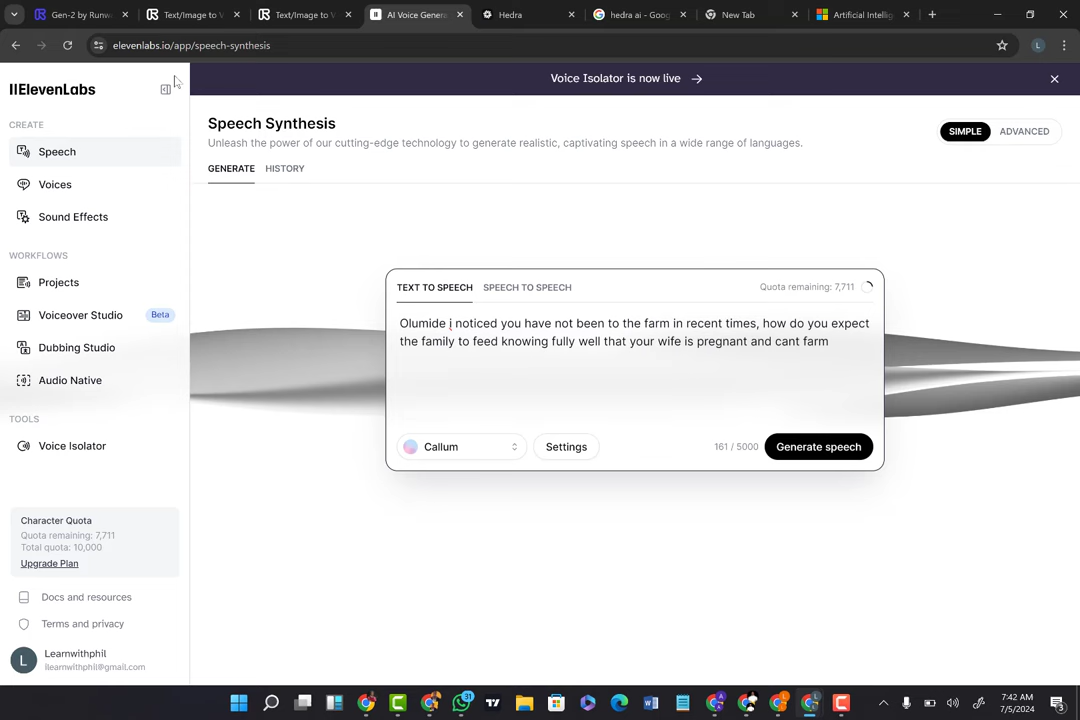 Gen-2 by Runw
Text/Image to V
Text/Image to V
AI Voice Genera
Hedra
hedra ai - Goog
New Tab
Artificial Intellig
elevenlabs.io/app/speech-synthesis
L
Voice Isolator is now live →
IIElevenLabs
CREATE
Speech
Voices
Sound Effects
WORKFLOWS
Projects
Voiceover Studio Beta
Dubbing Studio
Audio Native
TOOLS
Voice Isolator
Character Quota
Quota remaining: 7,711
Total quota: 10,000
Upgrade Plan
Docs and resources
Terms and privacy
L
Learnwithphil
llearnwithphil@gmail.com
Speech Synthesis
Unleash the power of our cutting-edge technology to generate realistic, captivating speech in a wide range of languages.
SIMPLE ADVANCED
GENERATE HISTORY
TEXT TO SPEECH SPEECH TO SPEECH Quota remaining: 7,711
Olumide i noticed you have not been to the farm in recent times, how do you expect
the family to feed knowing fully well that your wife is pregnant and cant farm
Callum Settings 161 / 5000 Generate speech
31
7:42 AM
7/5/2024
3